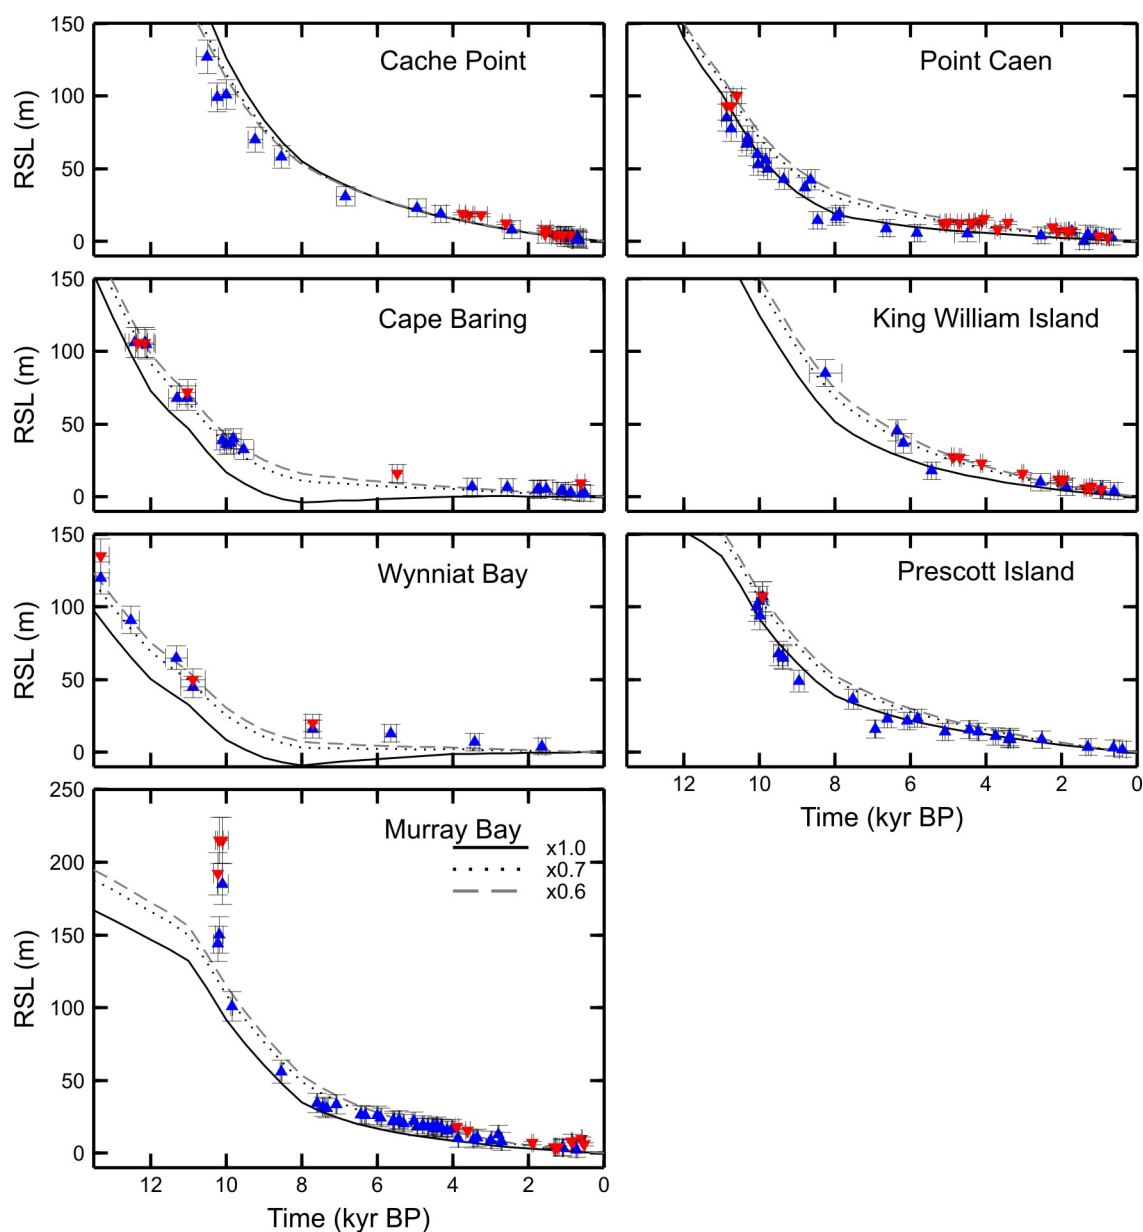 150
100
50
0
RSL (m)
Cache Point
Point Caen
150
100
50
0
RSL (m)
Cape Baring
King William Island
150
100
50
0
RSL (m)
Wynniat Bay
Prescott Island
12 10 8 6 4 2 0
Time (kyr BP)
250
200
150
100
50
0
RSL (m)
Murray Bay
x1.0
x0.7
x0.6
12 10 8 6 4 2 0
Time (kyr BP)